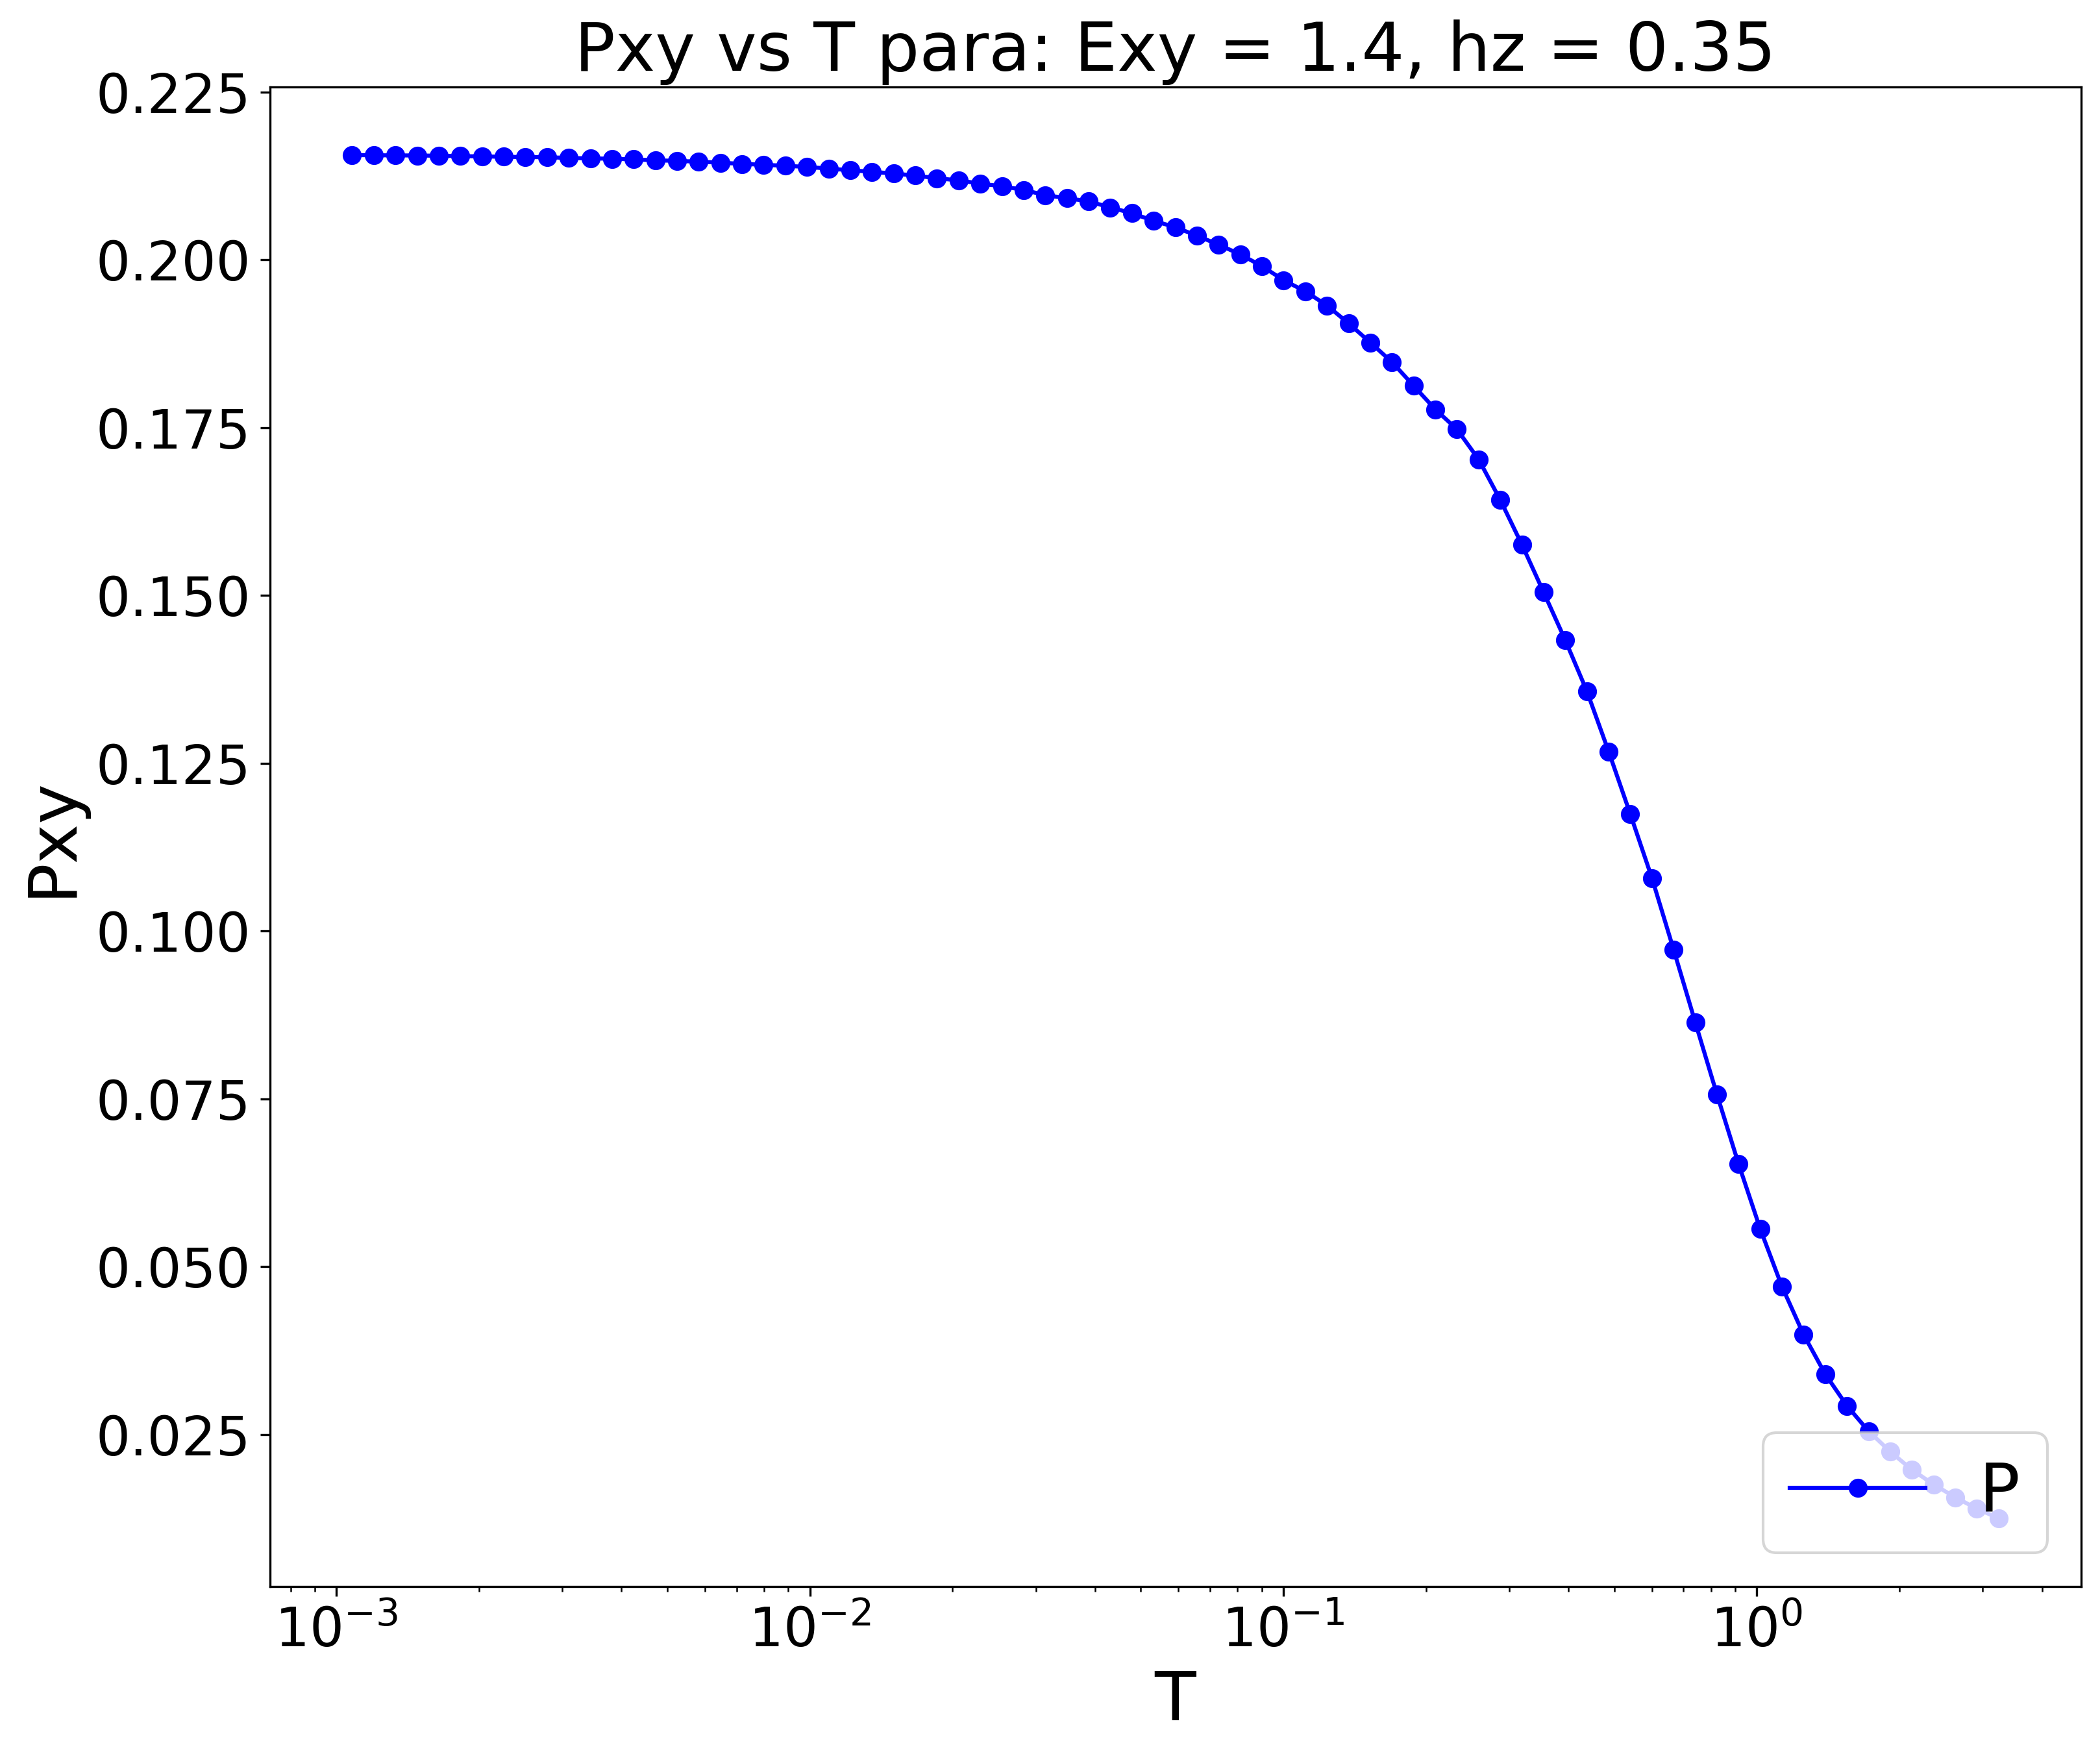 Pxy vs T para: Exy = 1.4, hz = 0.35
Pxy
0.225
0.200
0.175
0.150
0.125
0.100
0.075
0.050
0.025
P
10⁻³ 10⁻² 10⁻¹ 10⁰
T